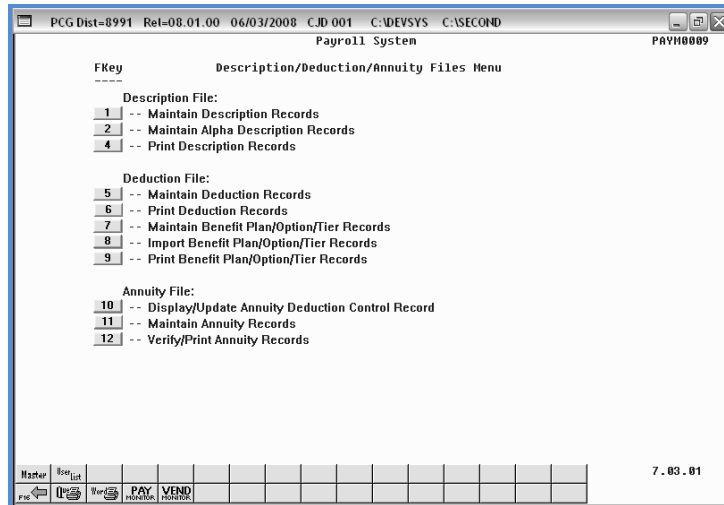 PCG Dist=8991 Rel=08.01.00 06/03/2008 CJD 001 C:\DEVSYS C:\SECOND
Payroll System PAYM0009
FKey Description/Deduction/Annuity Files Menu
----
Description File:
1 -- Maintain Description Records
2 -- Maintain Alpha Description Records
4 -- Print Description Records
Deduction File:
5 -- Maintain Deduction Records
6 -- Print Deduction Records
7 -- Maintain Benefit Plan/Option/Tier Records
8 -- Import Benefit Plan/Option/Tier Records
9 -- Print Benefit Plan/Option/Tier Records
Annuity File:
10 -- Display/Update Annuity Deduction Control Record
11 -- Maintain Annuity Records
12 -- Verify/Print Annuity Records
Master User List 7.03.01
F16 Que Word PAY MONITOR VEND MONITOR